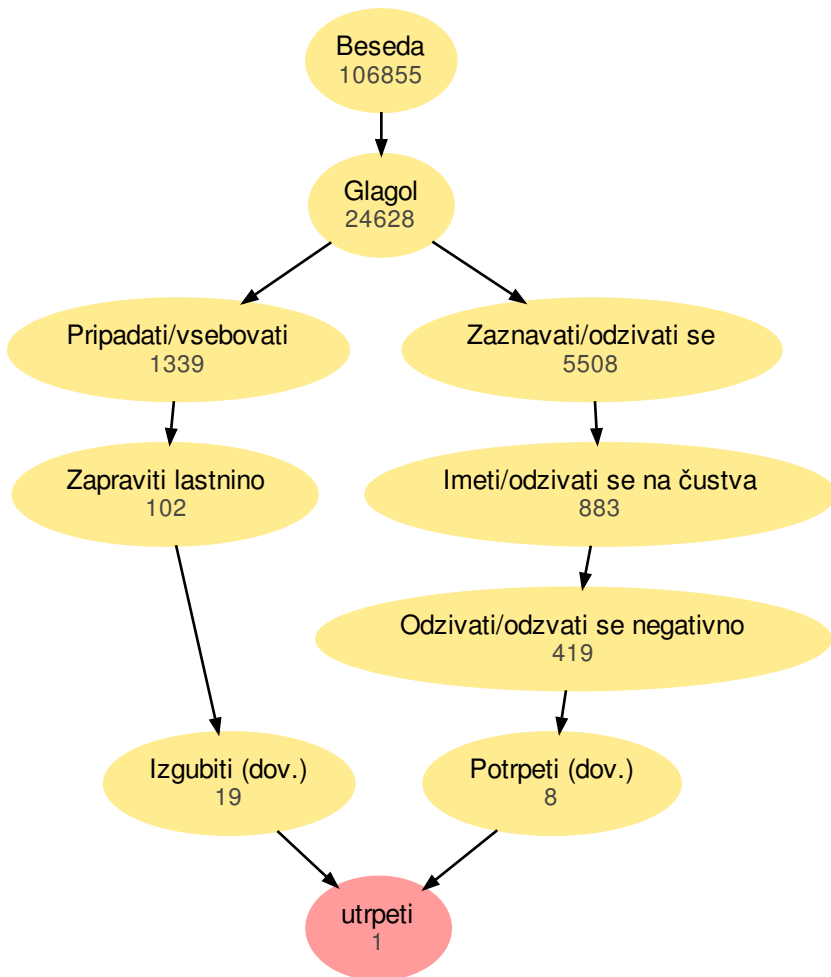 Beseda
106855
Glagol
24628
Pripadati/vsebovati
1339
Zaznavati/odzivati se
5508
Zapraviti lastnino
102
Imeti/odzivati se na čustva
883
Odzivati/odzvati se negativno
419
Izgubiti (dov.)
19
Potrpeti (dov.)
8
utrpeti
1